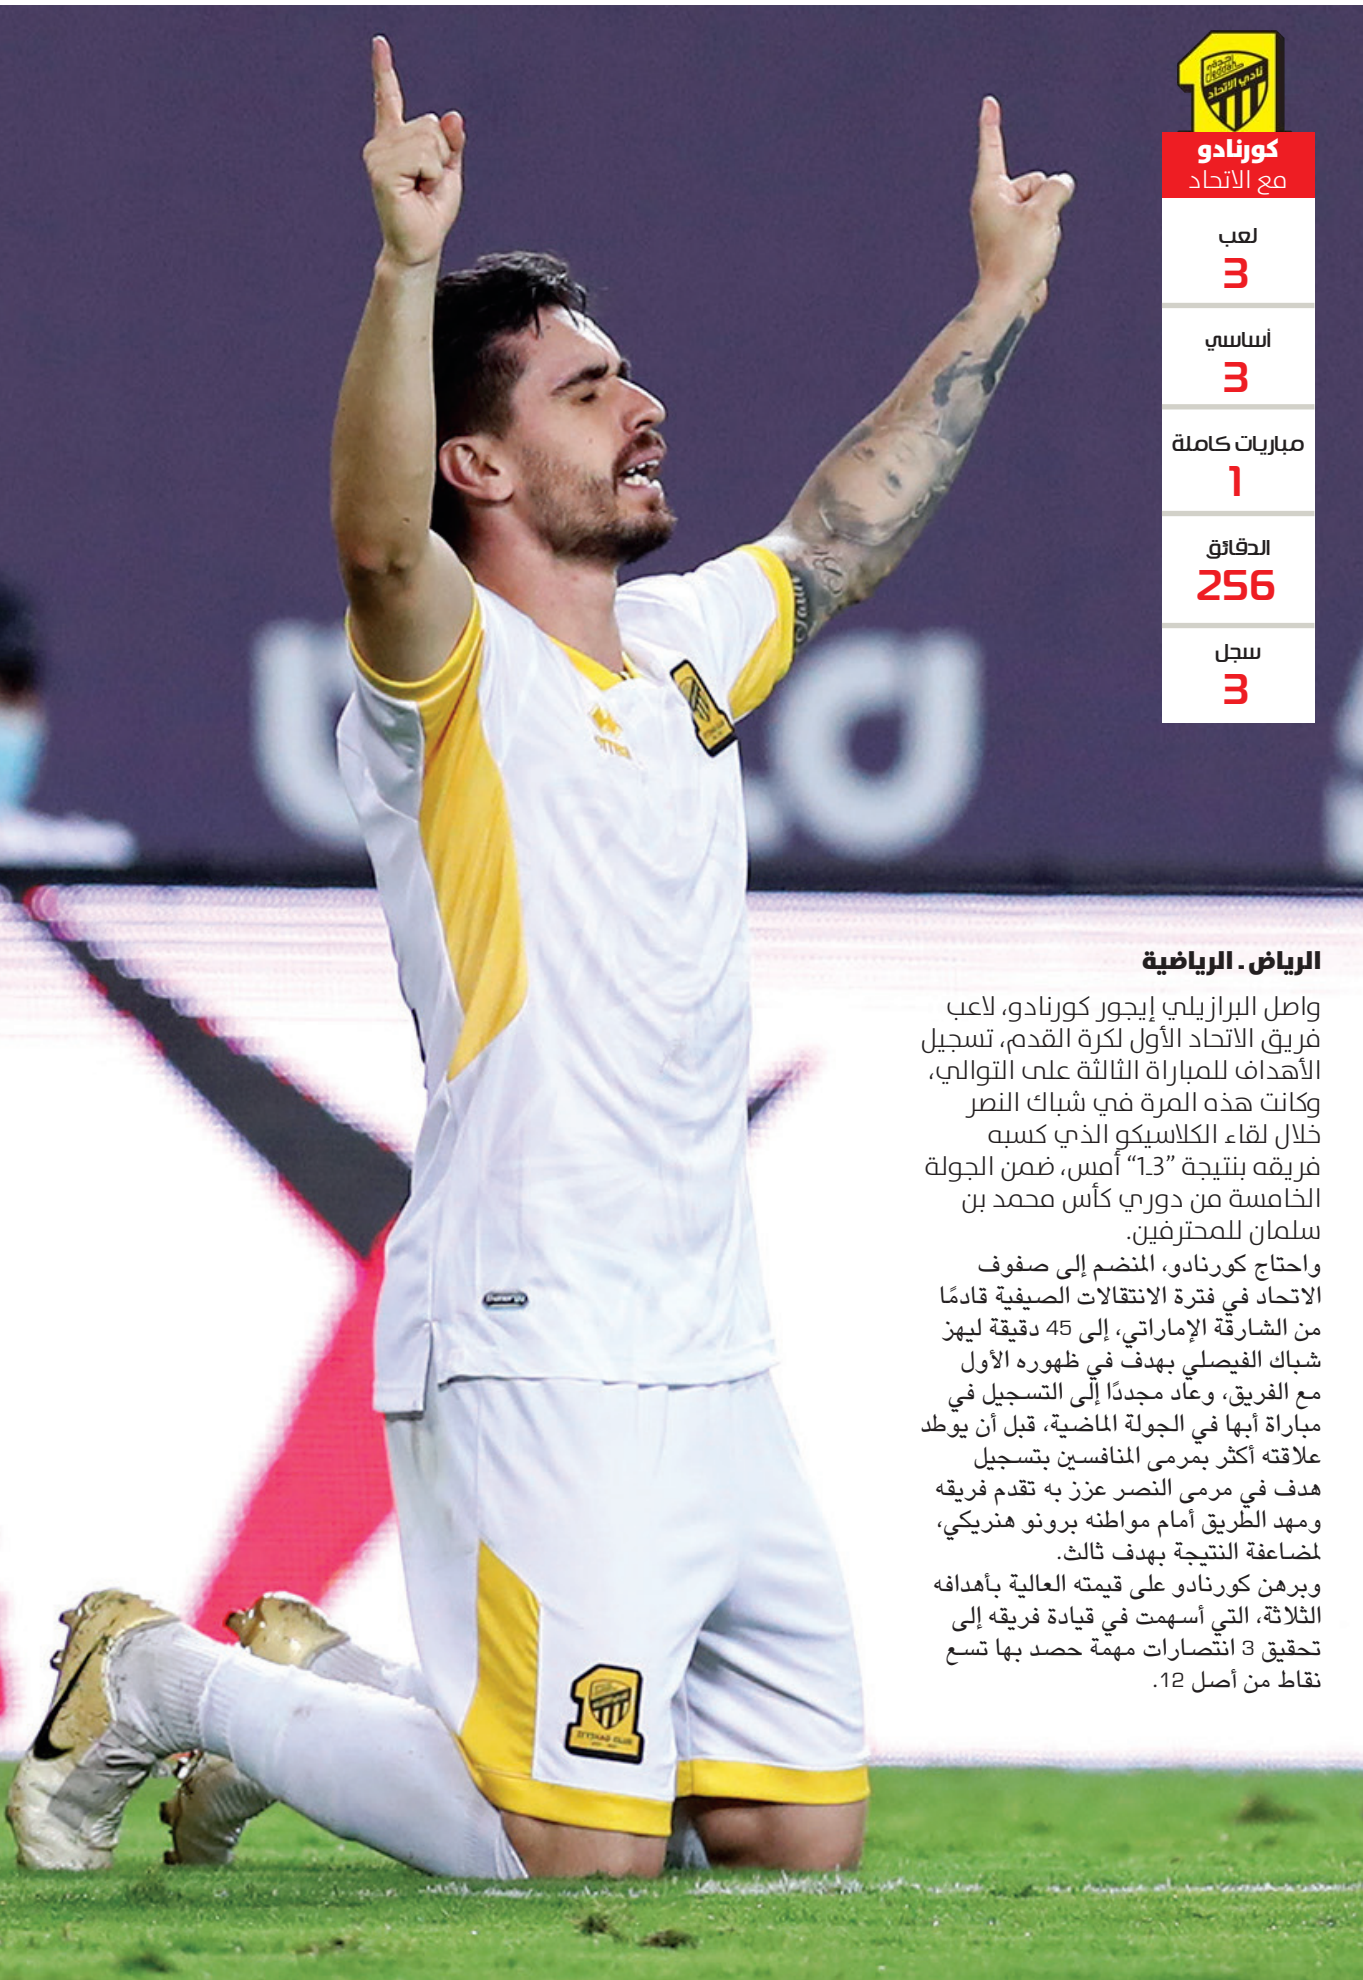 نادي الاتحاد
كورنادو
مع الاتحاد
لعب
3
أساسي
3
مباريات كاملة
1
الدقائق
256
سجل
3
الرياض ـ الرياضية
واصل البرازيلي إيجور كورنادو، لاعب
فريق الاتحاد الأول لكرة القدم، تسجيل
الأهداف للمباراة الثالثة على التوالي،
وكانت هذه المرة في شباك النصر
خلال لقاء الكلاسيكو الذي كسبه
فريقه بنتيجة ”3ـ1“ أمس، ضمن الجولة
الخامسة من دوري كأس محمد بن
سلمان للمحترفين.
واحتاج كورنادو، المنضم إلى صفوف
الاتحاد في فترة الانتقالات الصيفية قادمًا
من الشارقة الإماراتي، إلى 45 دقيقة ليهز
شباك الفيصلي بهدف في ظهوره الأول
مع الفريق، وعاد مجددًا إلى التسجيل في
مباراة أبها في الجولة الماضية، قبل أن يوطد
علاقته أكثر بمرمى المنافسين بتسجيل
هدف في مرمى النصر عزز به تقدم فريقه
ومهد الطريق أمام مواطنه برونو هنريكي،
لمضاعفة النتيجة بهدف ثالث.
وبرهن كورنادو على قيمته العالية بأهدافه
الثلاثة، التي أسهمت في قيادة فريقه إلى
تحقيق 3 انتصارات مهمة حصد بها تسع
نقاط من أصل 12.
ITTIHAD CLUB